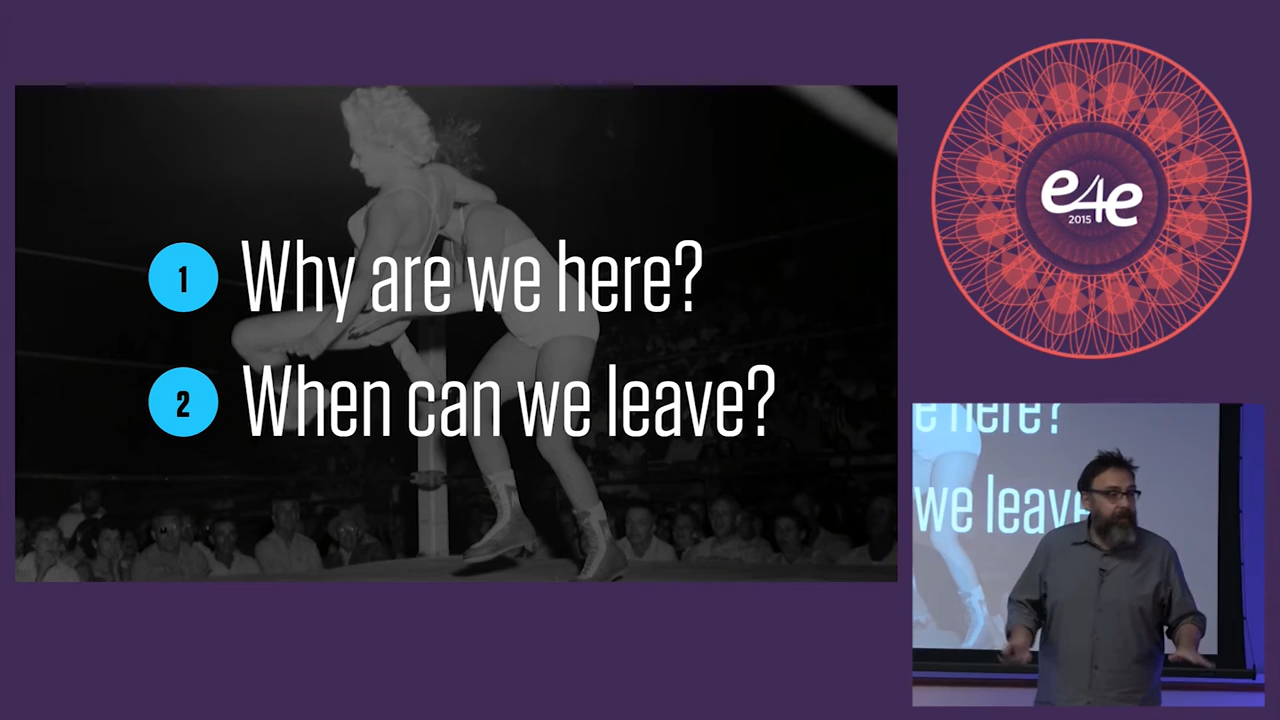 1 Why are we here?
2 When can we leave?
e4e
2015
e here?
we leave